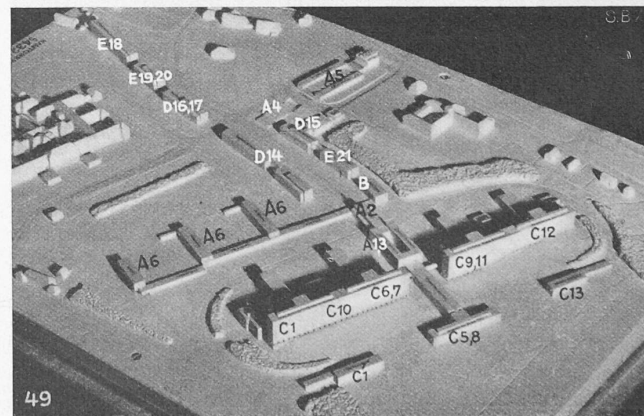 S.B
E18
E19,20
D16,17
A5
A4
D15
D14
E21
B
A2
A6
A6
A6
A13
C12
C9,11
C13
C6,7
C10
C1
C5,8
C1
49